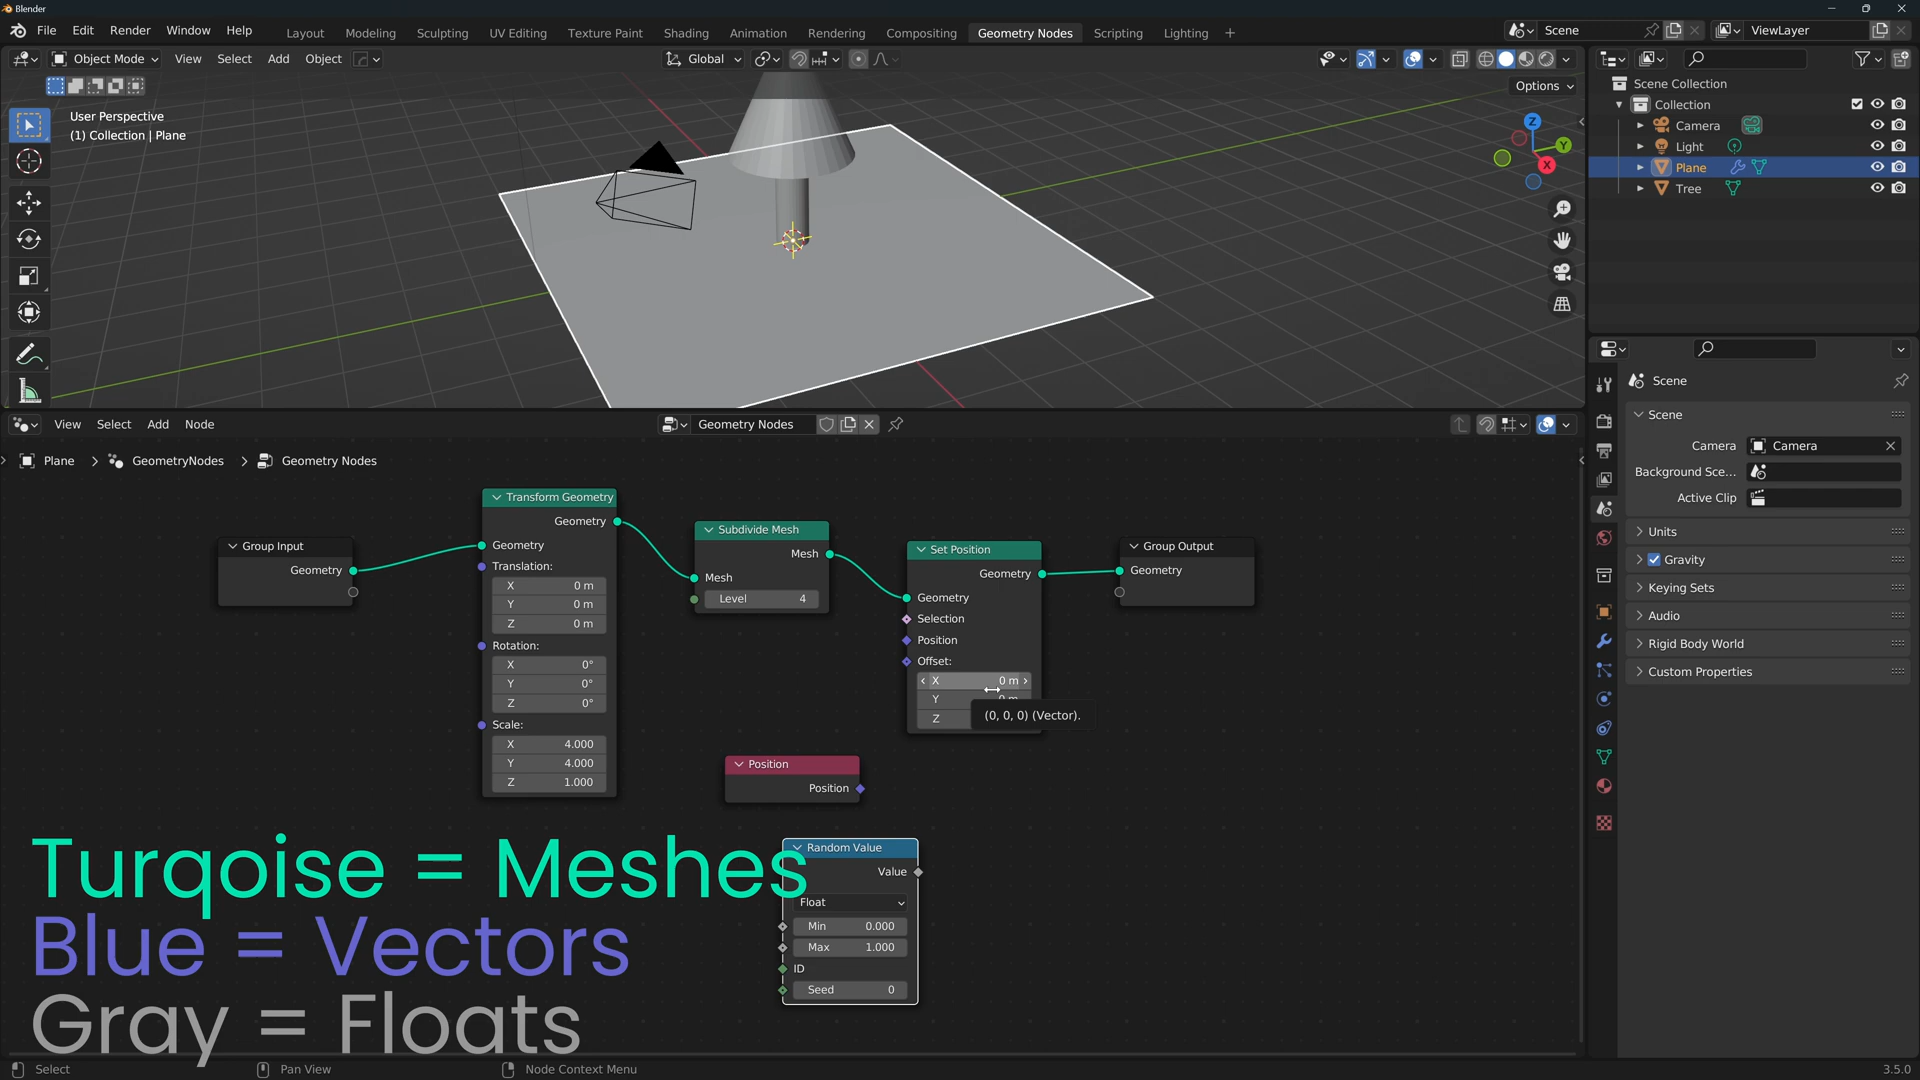 Blender
File Edit Render Window Help
Layout Modeling Sculpting UV Editing Texture Paint Shading Animation Rendering Compositing Geometry Nodes Scripting Lighting +
Scene
ViewLayer
Object Mode View Select Add Object
Global
Options
User Perspective
(1) Collection | Plane
Z
Y
X
Scene Collection
Collection
Camera
Light
Plane
Tree
Scene
Scene
Camera Camera
Background Sce...
Active Clip
Units
Gravity
Keying Sets
Audio
Rigid Body World
Custom Properties
View Select Add Node
Geometry Nodes
Plane > GeometryNodes > Geometry Nodes
Group Input
Geometry
Transform Geometry
Geometry
Geometry
Translation:
X 0 m
Y 0 m
Z 0 m
Rotation:
X 0°
Y 0°
Z 0°
Scale:
X 4.000
Y 4.000
Z 1.000
Subdivide Mesh
Mesh
Mesh
Level 4
Set Position
Geometry
Geometry
Selection
Position
Offset:
X 0 m
Y
Z
(0, 0, 0) (Vector).
Group Output
Geometry
Position
Position
Random Value
Value
Float
Min 0.000
Max 1.000
ID
Seed 0
Turqoise = Meshes
Blue = Vectors
Gray = Floats
Select
Pan View
Node Context Menu
3.5.0